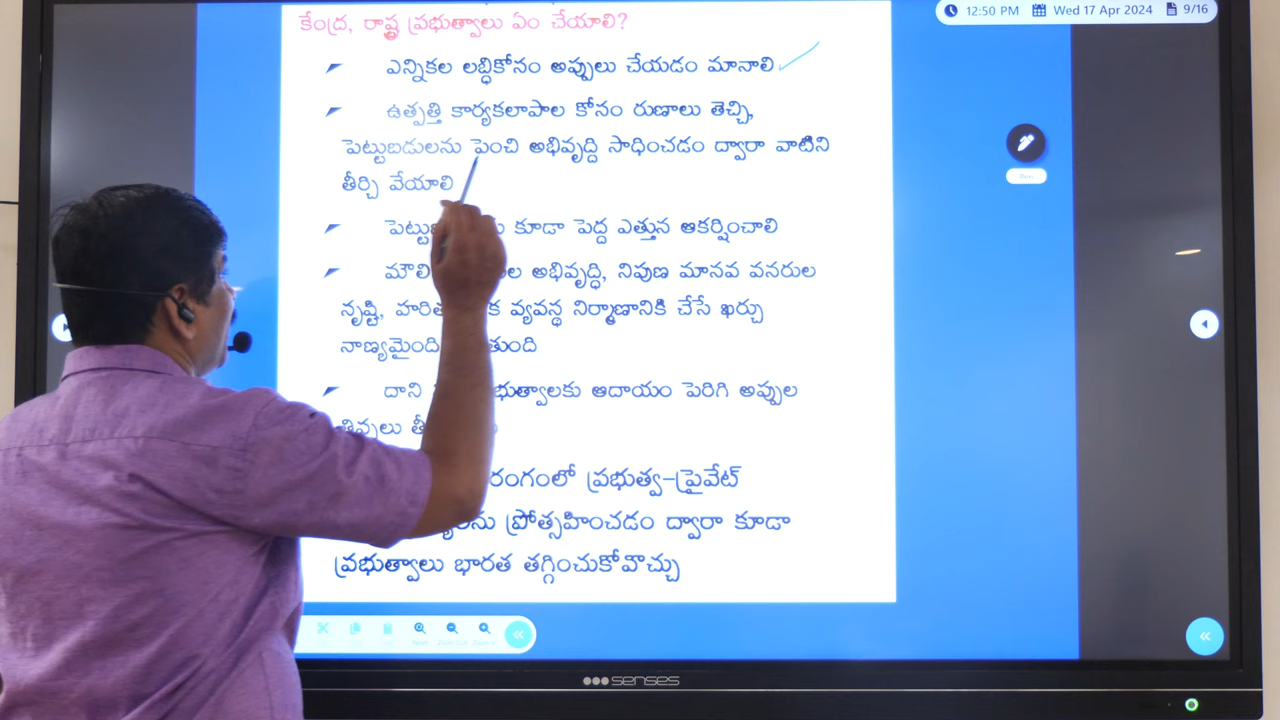 12:50 PM Wed 17 Apr 2024 9/16
కేంద్ర, రాష్ట్ర ప్రభుత్వాలు ఏం చేయాలి?
ఎన్నికల లబ్ధికోసం అప్పులు చేయడం మానాలి
ఉత్పత్తి కార్యకలాపాల కోసం రుణాలు తెచ్చి,
పెట్టుబడులను పెంచి అభివృద్ధి సాధించడం ద్వారా వాటిని
తీర్చి వేయాలి
కూడా పెద్ద ఎత్తున ఆకర్షించాలి
అభివృద్ధి, నిపుణ మానవ వనరుల
సృష్టి, వ్యవస్థ నిర్మాణానికి చేసే ఖర్చు
నాణ్యమైంది
దాని ఆదాయం పెరిగి అప్పుల
తిప్పలు
రంగంలో ప్రభుత్వ-ప్రైవేట్
ప్రోత్సహించడం ద్వారా కూడా
ప్రభుత్వాలు భారత తగ్గించుకోవొచ్చు
senses